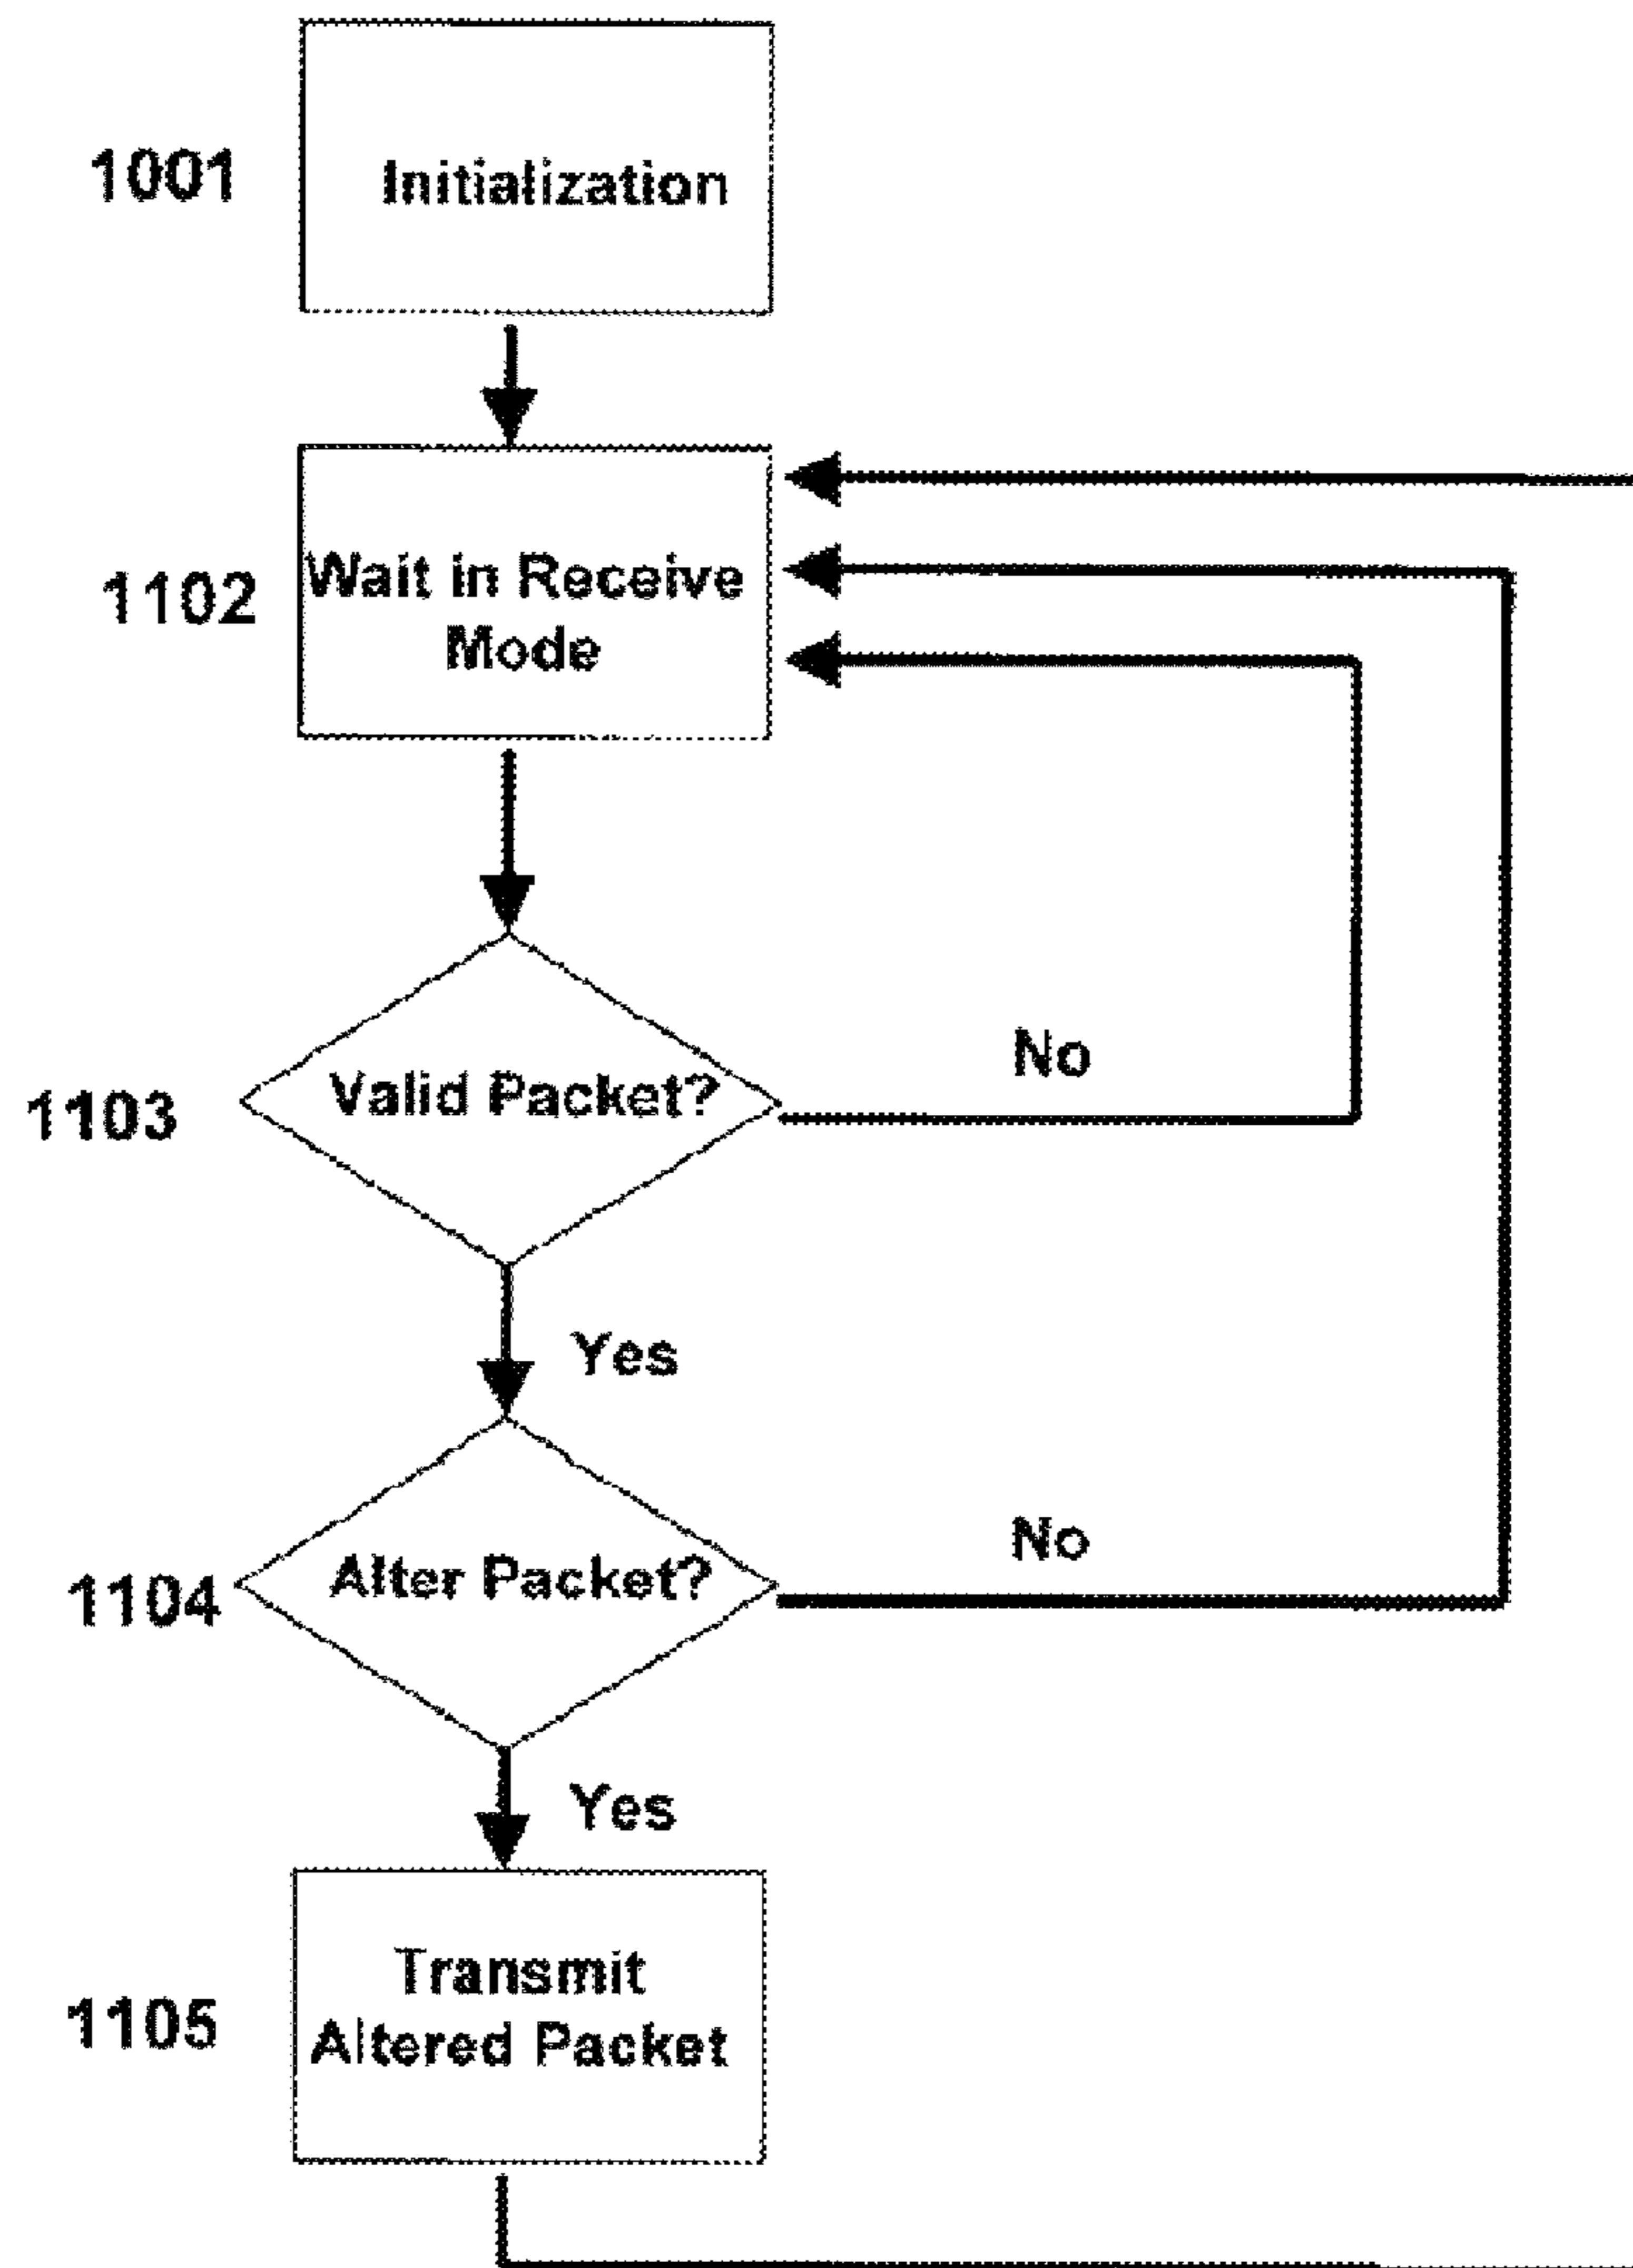 1001
Initialization
1102
Wait in Receive
Mode
1103
Valid Packet?
No
Yes
1104
Alter Packet?
No
Yes
1105
Transmit
Altered Packet